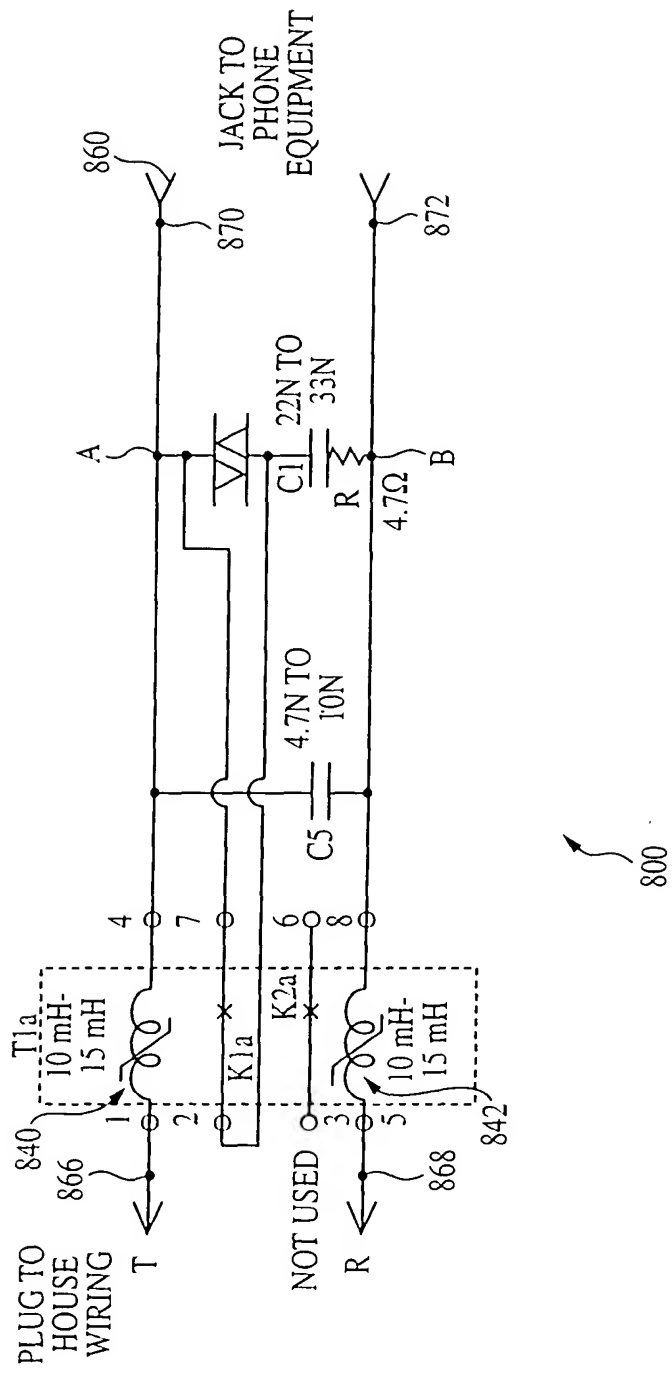 PLUG TO
HOUSE
WIRING
T
866
840
1
2
T1a
10 mH-
15 mH
K1a
4
7
NOT USED
3
K2a
6
8
R
5
10 mH-
15 mH
868
842
C5
4.7N TO
10N
A
C1
22N TO
33N
R
4.7Ω
B
860
870
872
JACK TO
PHONE
EQUIPMENT
800